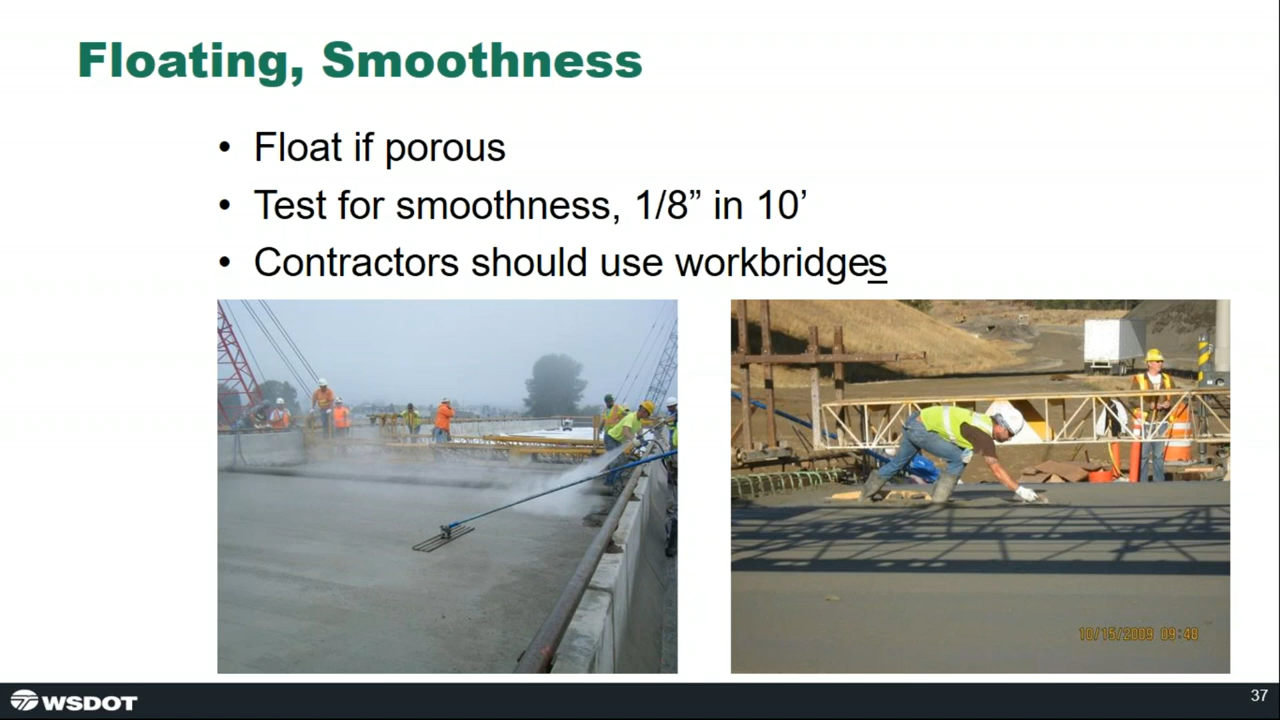 Floating, Smoothness
• Float if porous
• Test for smoothness, 1/8” in 10’
• Contractors should use workbridges
10/15/2009 09:48
WSDOT
37